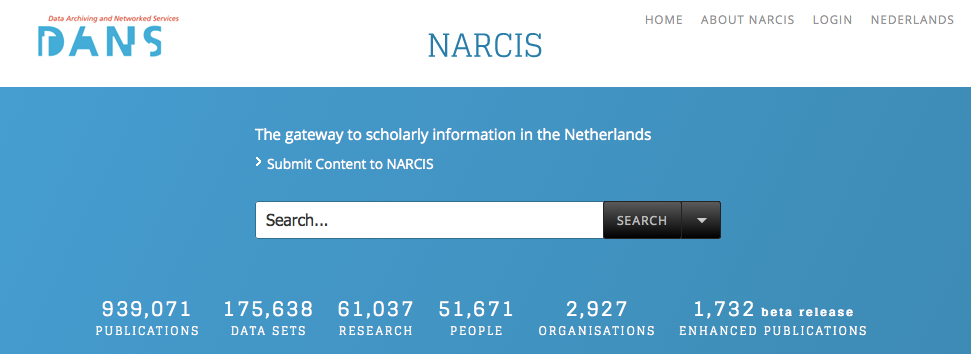 Data Archiving and Networked Services
DANS
HOME ABOUT NARCIS LOGIN NEDERLANDS
NARCIS
The gateway to scholarly information in the Netherlands
Submit Content to NARCIS
Search...
SEARCH
939,071 175,638 61,037 51,671 2,927 1,732 beta release
PUBLICATIONS DATA SETS RESEARCH PEOPLE ORGANISATIONS ENHANCED PUBLICATIONS